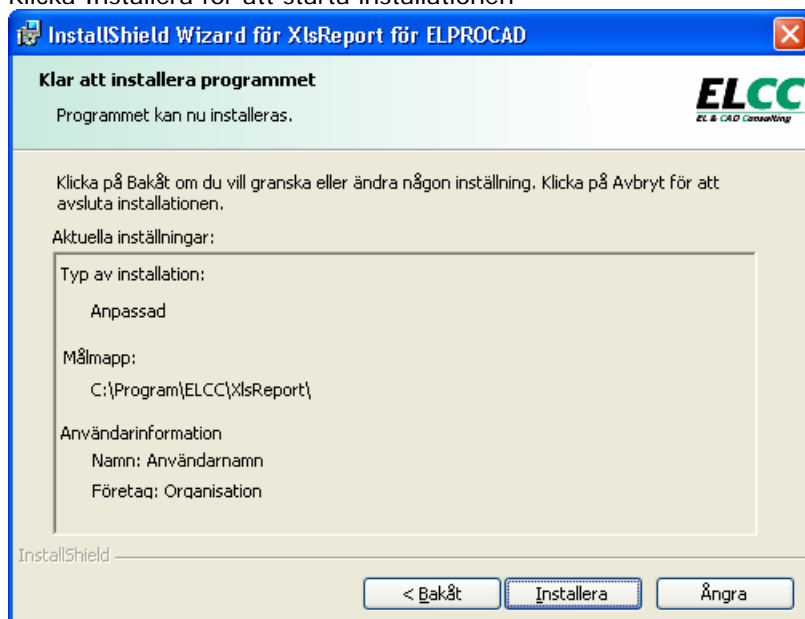 Klicka Installera för att starta installationen
InstallShield Wizard för XlsReport för ELPROCAD
Klar att installera programmet
Programmet kan nu installeras.
ELCC
EL & CAD Consulting
Klicka på Bakåt om du vill granska eller ändra någon inställning. Klicka på Avbryt för att
avsluta installationen.
Aktuella inställningar:
Typ av installation:
Anpassad
Målmapp:
C:\Program\ELCC\XlsReport\
Användarinformation
Namn: Användarnamn
Företag: Organisation
InstallShield
< Bakåt
Installera
Ångra